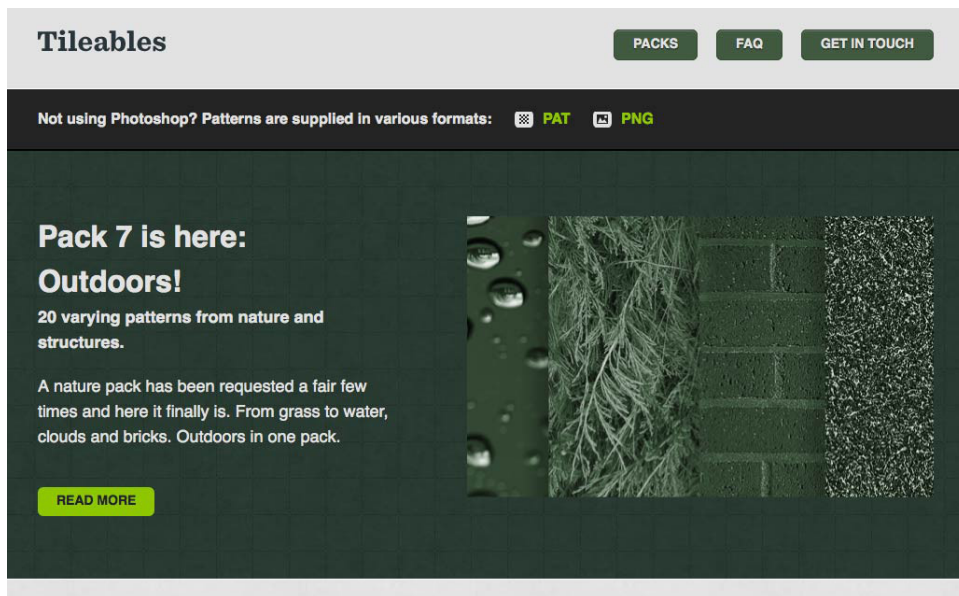 Tileables
PACKS
FAQ
GET IN TOUCH
Not using Photoshop? Patterns are supplied in various formats: PAT PNG
Pack 7 is here:
Outdoors!
20 varying patterns from nature and
structures.
A nature pack has been requested a fair few
times and here it finally is. From grass to water,
clouds and bricks. Outdoors in one pack.
READ MORE